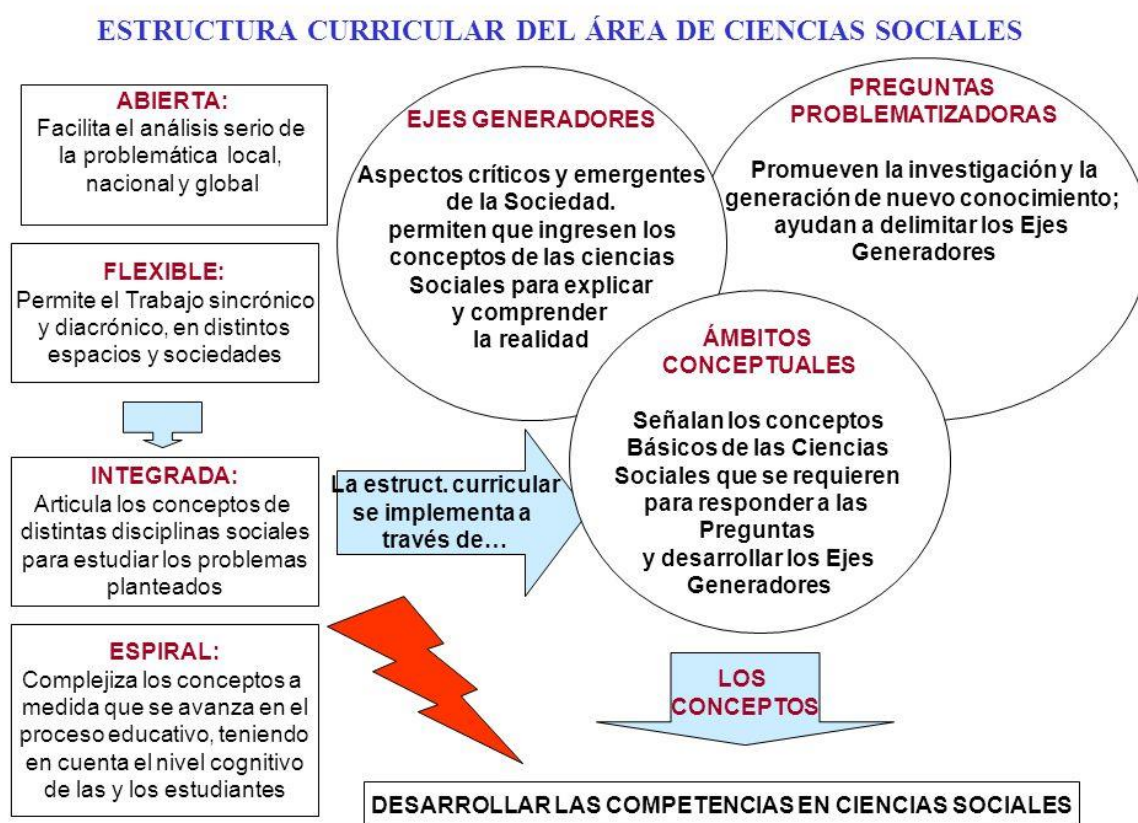 ESTRUCTURA CURRICULAR DEL ÁREA DE CIENCIAS SOCIALES
ABIERTA:
Facilita el análisis serio de
la problemática local,
nacional y global
FLEXIBLE:
Permite el Trabajo sincrónico
y diacrónico, en distintos
espacios y sociedades
INTEGRADA:
Articula los conceptos de
distintas disciplinas sociales
para estudiar los problemas
planteados
ESPIRAL:
Complejiza los conceptos a
medida que se avanza en el
proceso educativo, teniendo
en cuenta el nivel cognitivo
de las y los estudiantes
La estruct. curricular
se implementa a
través de…
EJES GENERADORES
Aspectos críticos y emergentes
de la Sociedad.
permiten que ingresen los
conceptos de las ciencias
Sociales para explicar
y comprender
la realidad
PREGUNTAS
PROBLEMATIZADORAS
Promueven la investigación y la
generación de nuevo conocimiento;
ayudan a delimitar los Ejes
Generadores
ÁMBITOS
CONCEPTUALES
Señalan los conceptos
Básicos de las Ciencias
Sociales que se requieren
para responder a las
Preguntas
y desarrollar los Ejes
Generadores
LOS
CONCEPTOS
DESARROLLAR LAS COMPETENCIAS EN CIENCIAS SOCIALES